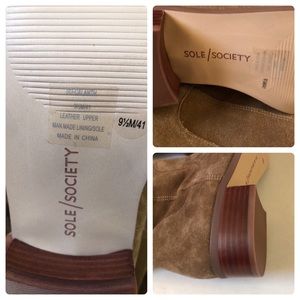 LEATHER UPPER
MAN MADE LINING/SOLE
MADE IN CHINA
9½M/41
SOLE/SOCIETY
SOLE/SOCIETY